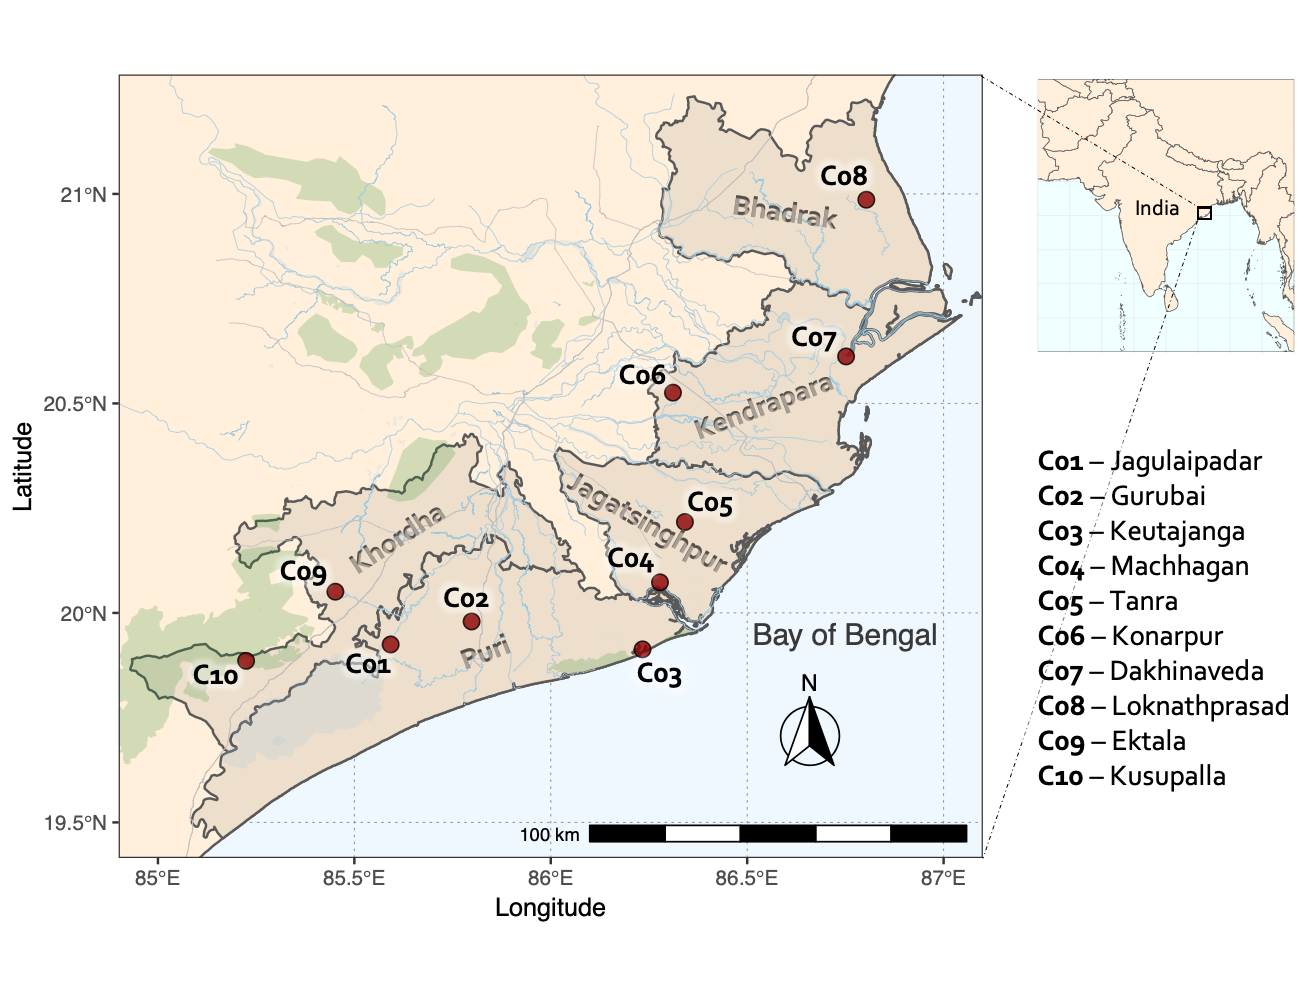 21°N
20.5°N
20°N
19.5°N
Latitude
85°E
85.5°E
86°E
86.5°E
87°E
Longitude
Co8
Bhadrak
Co7
Co6
Kendrapara
Co5
Jagatsinghpur
Khordha
Co4
Co9
Co2
Co1
Puri
C10
Co3
Bay of Bengal
N
100 km
India
Co1 – Jagulaipadar
Co2 – Gurubai
Co3 – Keutajanga
Co4 – Machhagan
Co5 – Tanra
Co6 – Konarpur
Co7 – Dakhinaveda
Co8 – Loknathprasad
Co9 – Ektala
C10 – Kusupalla